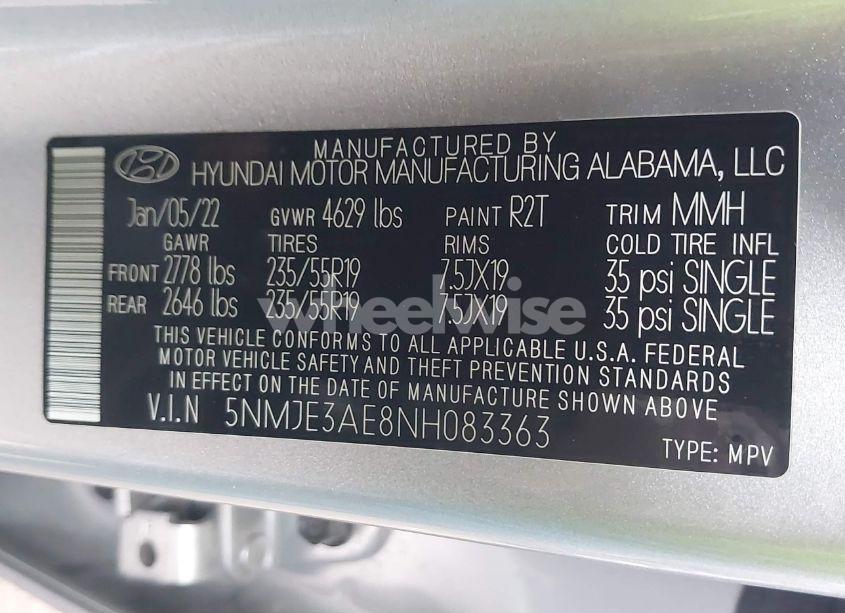 MANUFACTURED BY
HYUNDAI MOTOR MANUFACTURING ALABAMA, LLC
Jan/05/22 GVWR 4629 lbs PAINT R2T TRIM MMH
GAWR TIRES RIMS COLD TIRE INFL
FRONT 2778 lbs 235/55R19 7.5JX19 35 psi SINGLE
REAR 2646 lbs 235/55R19 7.5JX19 35 psi SINGLE
wheelwise
THIS VEHICLE CONFORMS TO ALL APPLICABLE U.S.A. FEDERAL
MOTOR VEHICLE SAFETY AND THEFT PREVENTION STANDARDS
IN EFFECT ON THE DATE OF MANUFACTURE SHOWN ABOVE.
V.I.N 5NMJE3AE8NH083363
TYPE: MPV